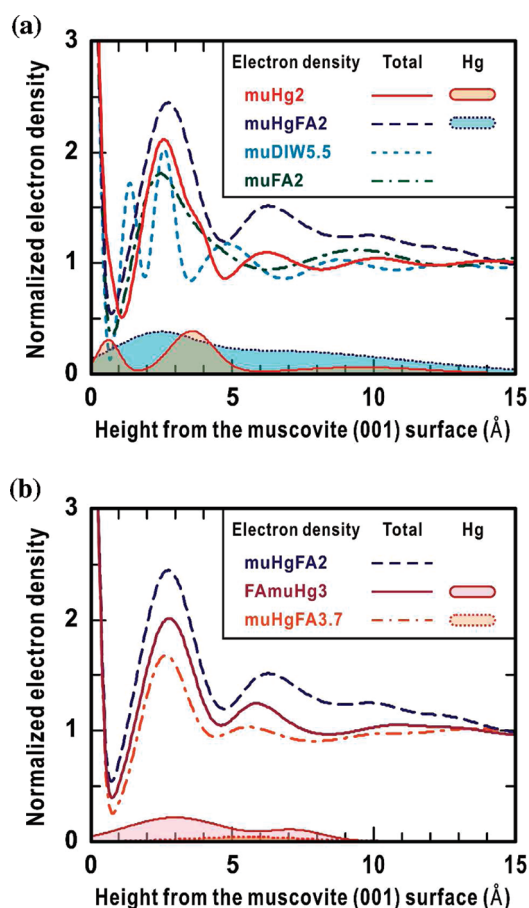 (a)
3
2
1
0
Normalized electron density
Electron density Total Hg
muHg2
muHgFA2
muDIW5.5
muFA2
0 5 10 15
Height from the muscovite (001) surface (Å)
(b)
3
2
1
0
Normalized electron density
Electron density Total Hg
muHgFA2
FAmuHg3
muHgFA3.7
0 5 10 15
Height from the muscovite (001) surface (Å)